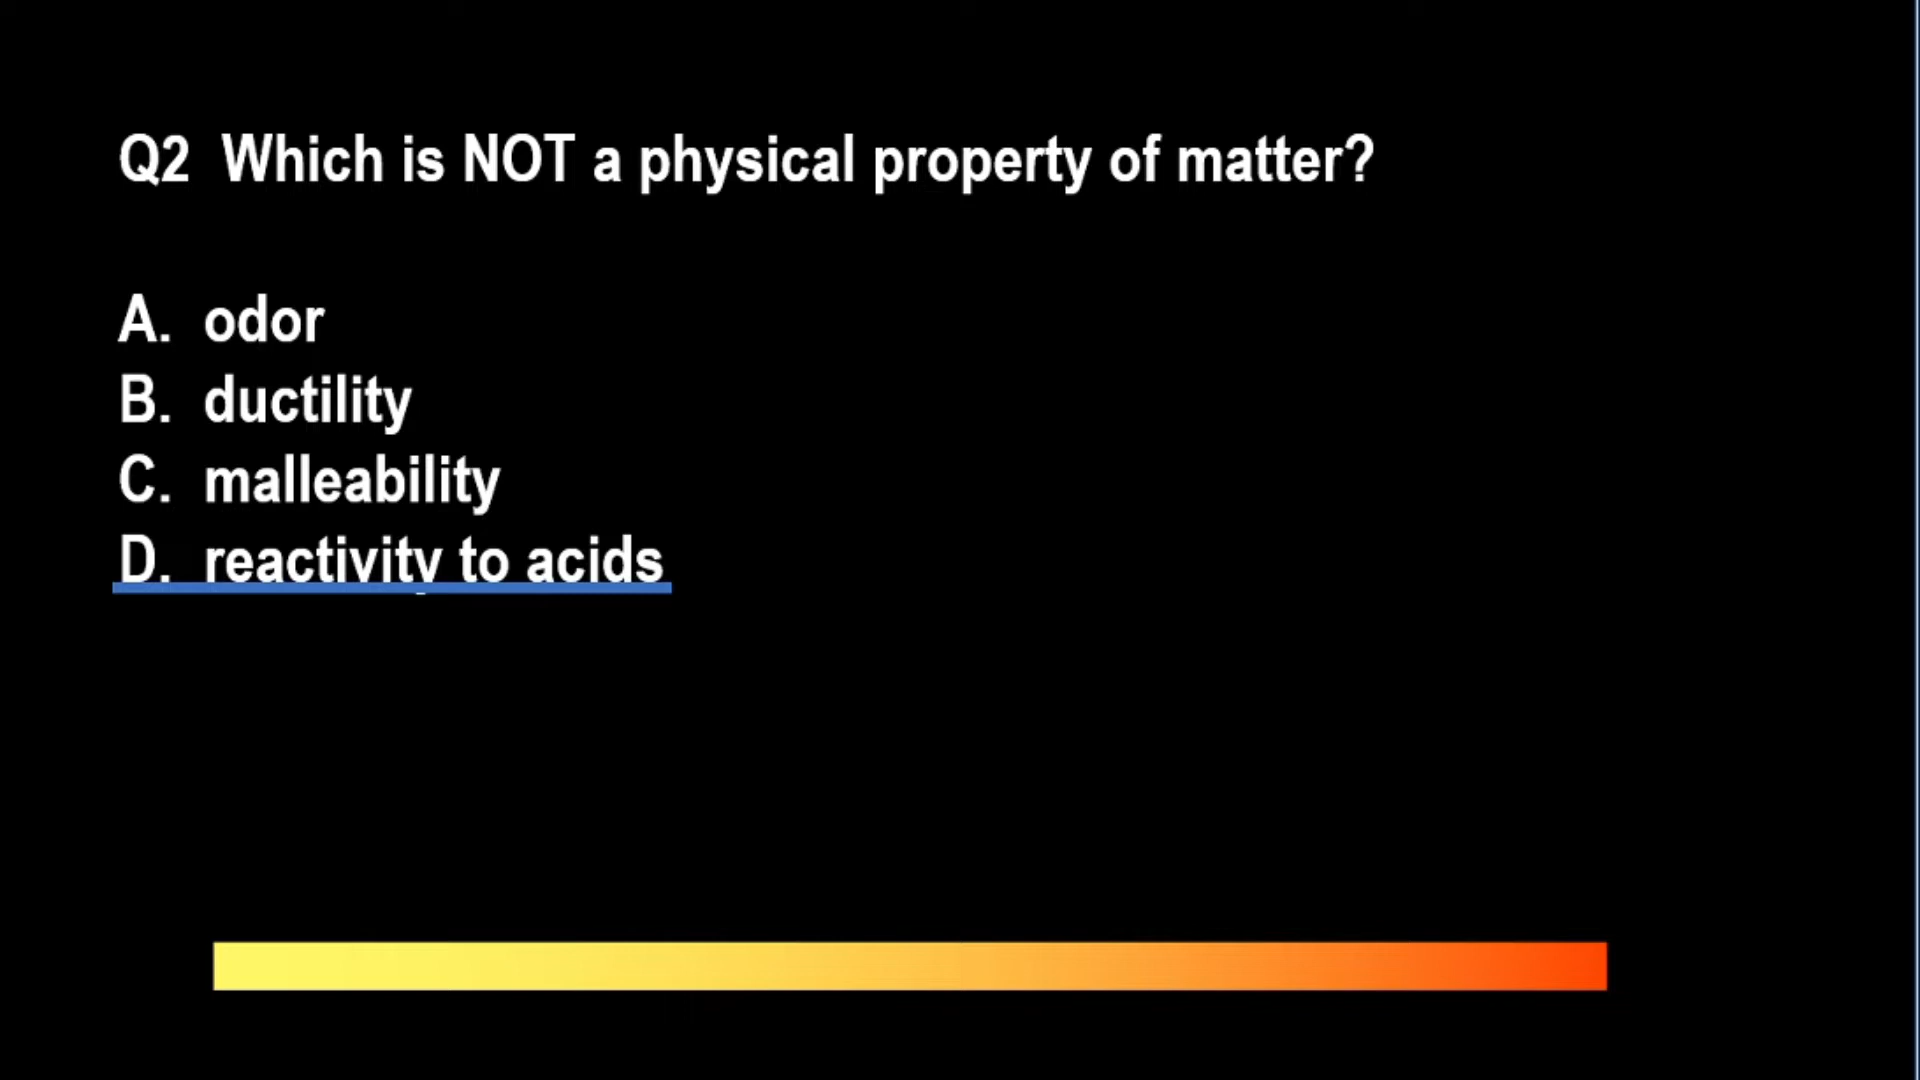 Q2 Which is NOT a physical property of matter?
A. odor
B. ductility
C. malleability
D. reactivity to acids